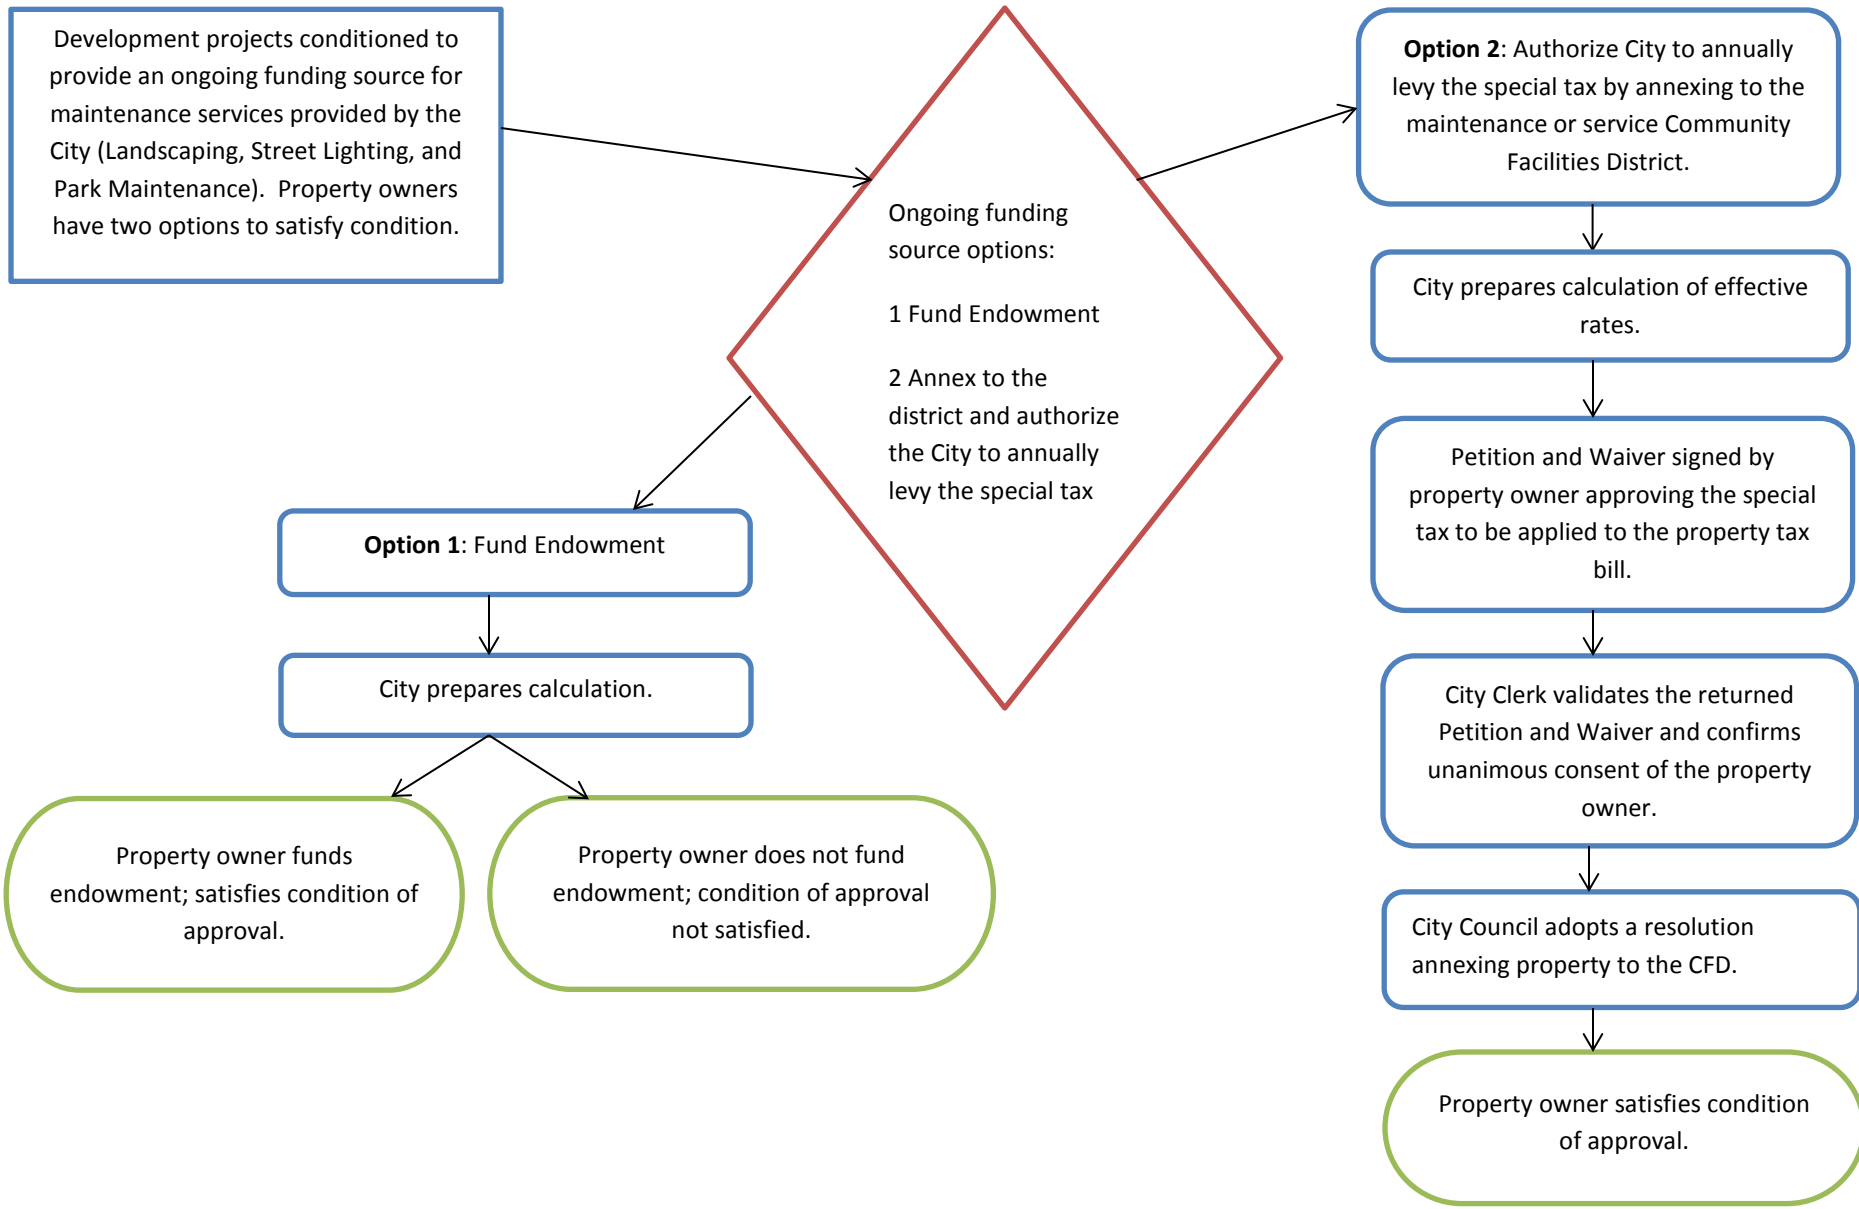 Development projects conditioned to
provide an ongoing funding source for
maintenance services provided by the
City (Landscaping, Street Lighting, and
Park Maintenance). Property owners
have two options to satisfy condition.
Ongoing funding
source options:
1 Fund Endowment
2 Annex to the
district and authorize
the City to annually
levy the special tax
Option 1: Fund Endowment
City prepares calculation.
Property owner funds
endowment; satisfies condition of
approval.
Property owner does not fund
endowment; condition of approval
not satisfied.
Option 2: Authorize City to annually
levy the special tax by annexing to the
maintenance or service Community
Facilities District.
City prepares calculation of effective
rates.
Petition and Waiver signed by
property owner approving the special
tax to be applied to the property tax
bill.
City Clerk validates the returned
Petition and Waiver and confirms
unanimous consent of the property
owner.
City Council adopts a resolution
annexing property to the CFD.
Property owner satisfies condition
of approval.